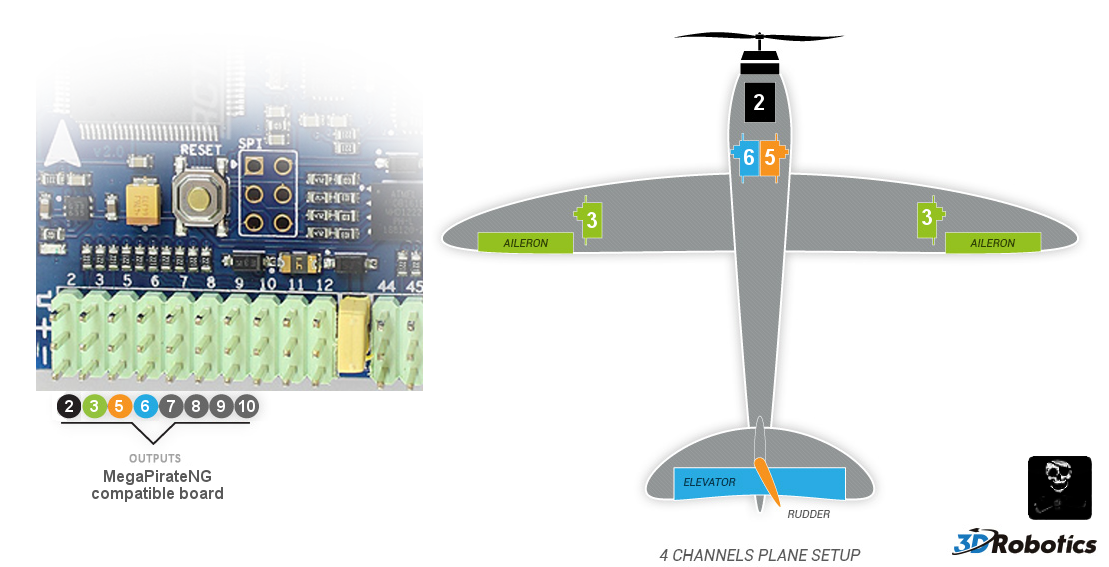 V 2.0
RESET
SPI
2 3 5 6 7 8 9 10 11 12 44 45
2 3 5 6 7 8 9 10
OUTPUTS
MegaPirateNG
compatible board
2
6 5
3 3
AILERON AILERON
ELEVATOR
RUDDER
4 CHANNELS PLANE SETUP
3DRobotics